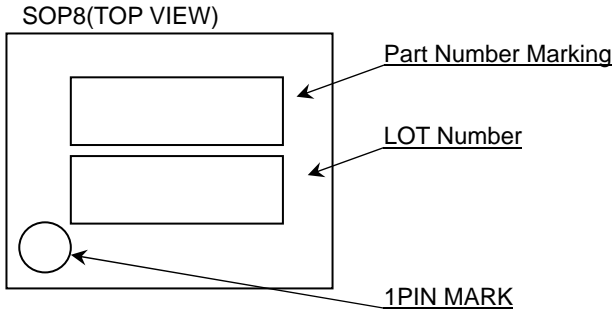 SOP8(TOP VIEW)
Part Number Marking
LOT Number
1PIN MARK